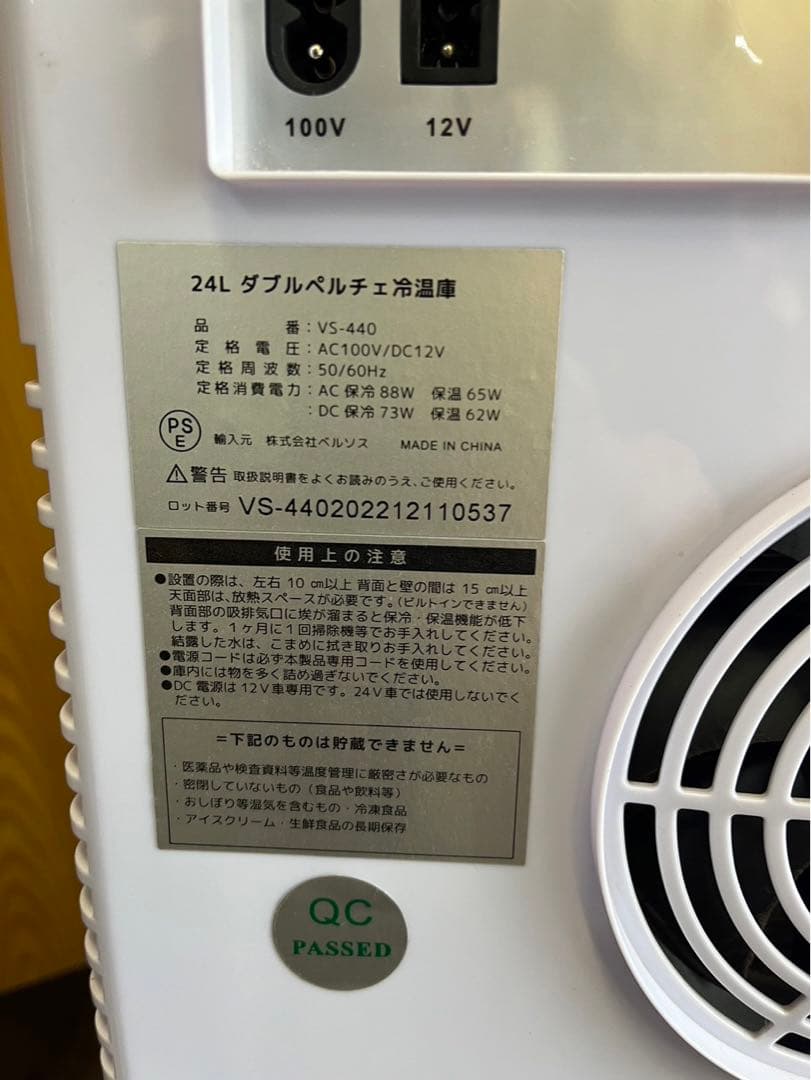 100V 12V
24L ダブルペルチェ冷温庫
品番：VS-440
定格電圧：AC100V/DC12V
定格周波数：50/60Hz
定格消費電力：AC 保冷 88W 保温 65W
：DC 保冷 73W 保温 62W
PS
E
輸入元 株式会社ベルソス MADE IN CHINA
⚠警告 取扱説明書をよくお読みのうえ、ご使用ください。
ロット番号 VS-440202212110537
使用上の注意
●設置の際は、左右 10 ㎝以上 背面と壁の間は 15 ㎝以上
天面部は、放熱スペースが必要です。（ビルトインできません）
背面部の吸排気口に埃が溜まると保冷・保温機能が低下
します。1ヶ月に1回掃除機等でお手入れしてください。
結露した水は、こまめに拭き取りお手入れしてください。
●電源コードは必ず本製品専用コードを使用してください。
●庫内には物を多く詰め過ぎないでください。
●DC 電源は 12V車専用です。24V車では使用しないでく
ださい。
＝下記のものは貯蔵できません＝
・医薬品や検査資料等温度管理に厳密さが必要なもの
・密閉していないもの（食品や飲料等）
・おしぼり等湿気を含むもの・冷凍食品
・アイスクリーム・生鮮食品の長期保存
QC
PASSED